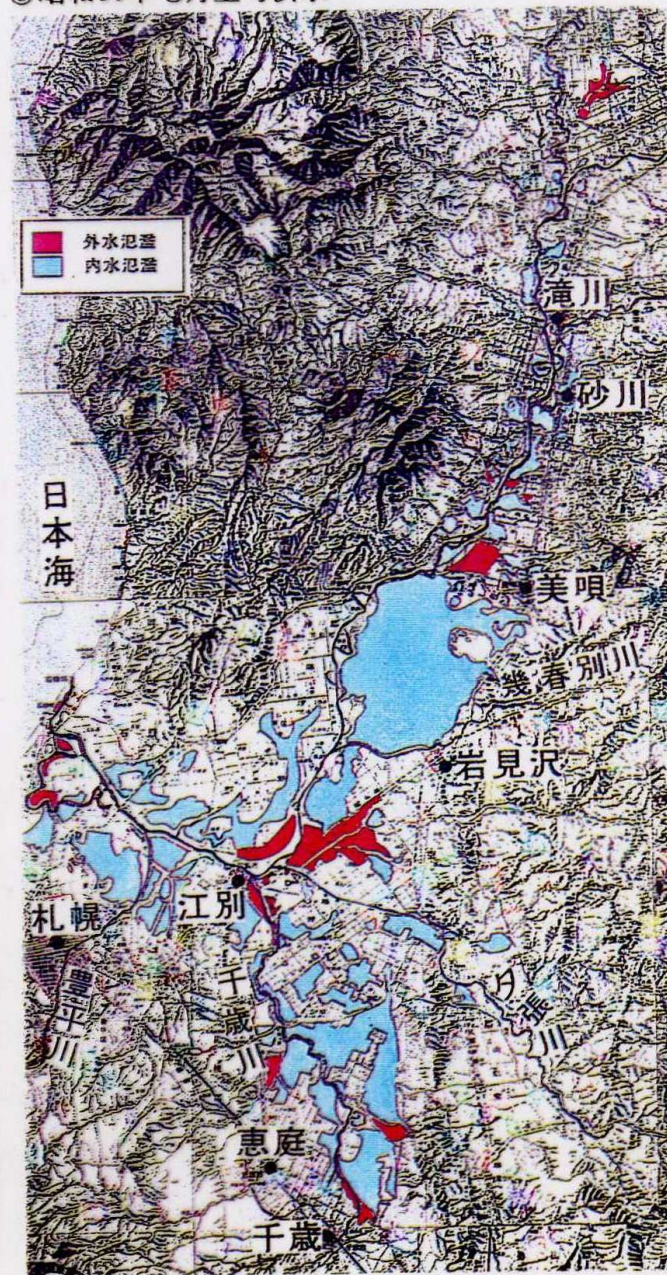 外水氾濫
内水氾濫
滝川
砂川
日本海
美唄
幾春別川
岩見沢
江別
札幌
豊平川
千歳川
夕張川
恵庭
千歳